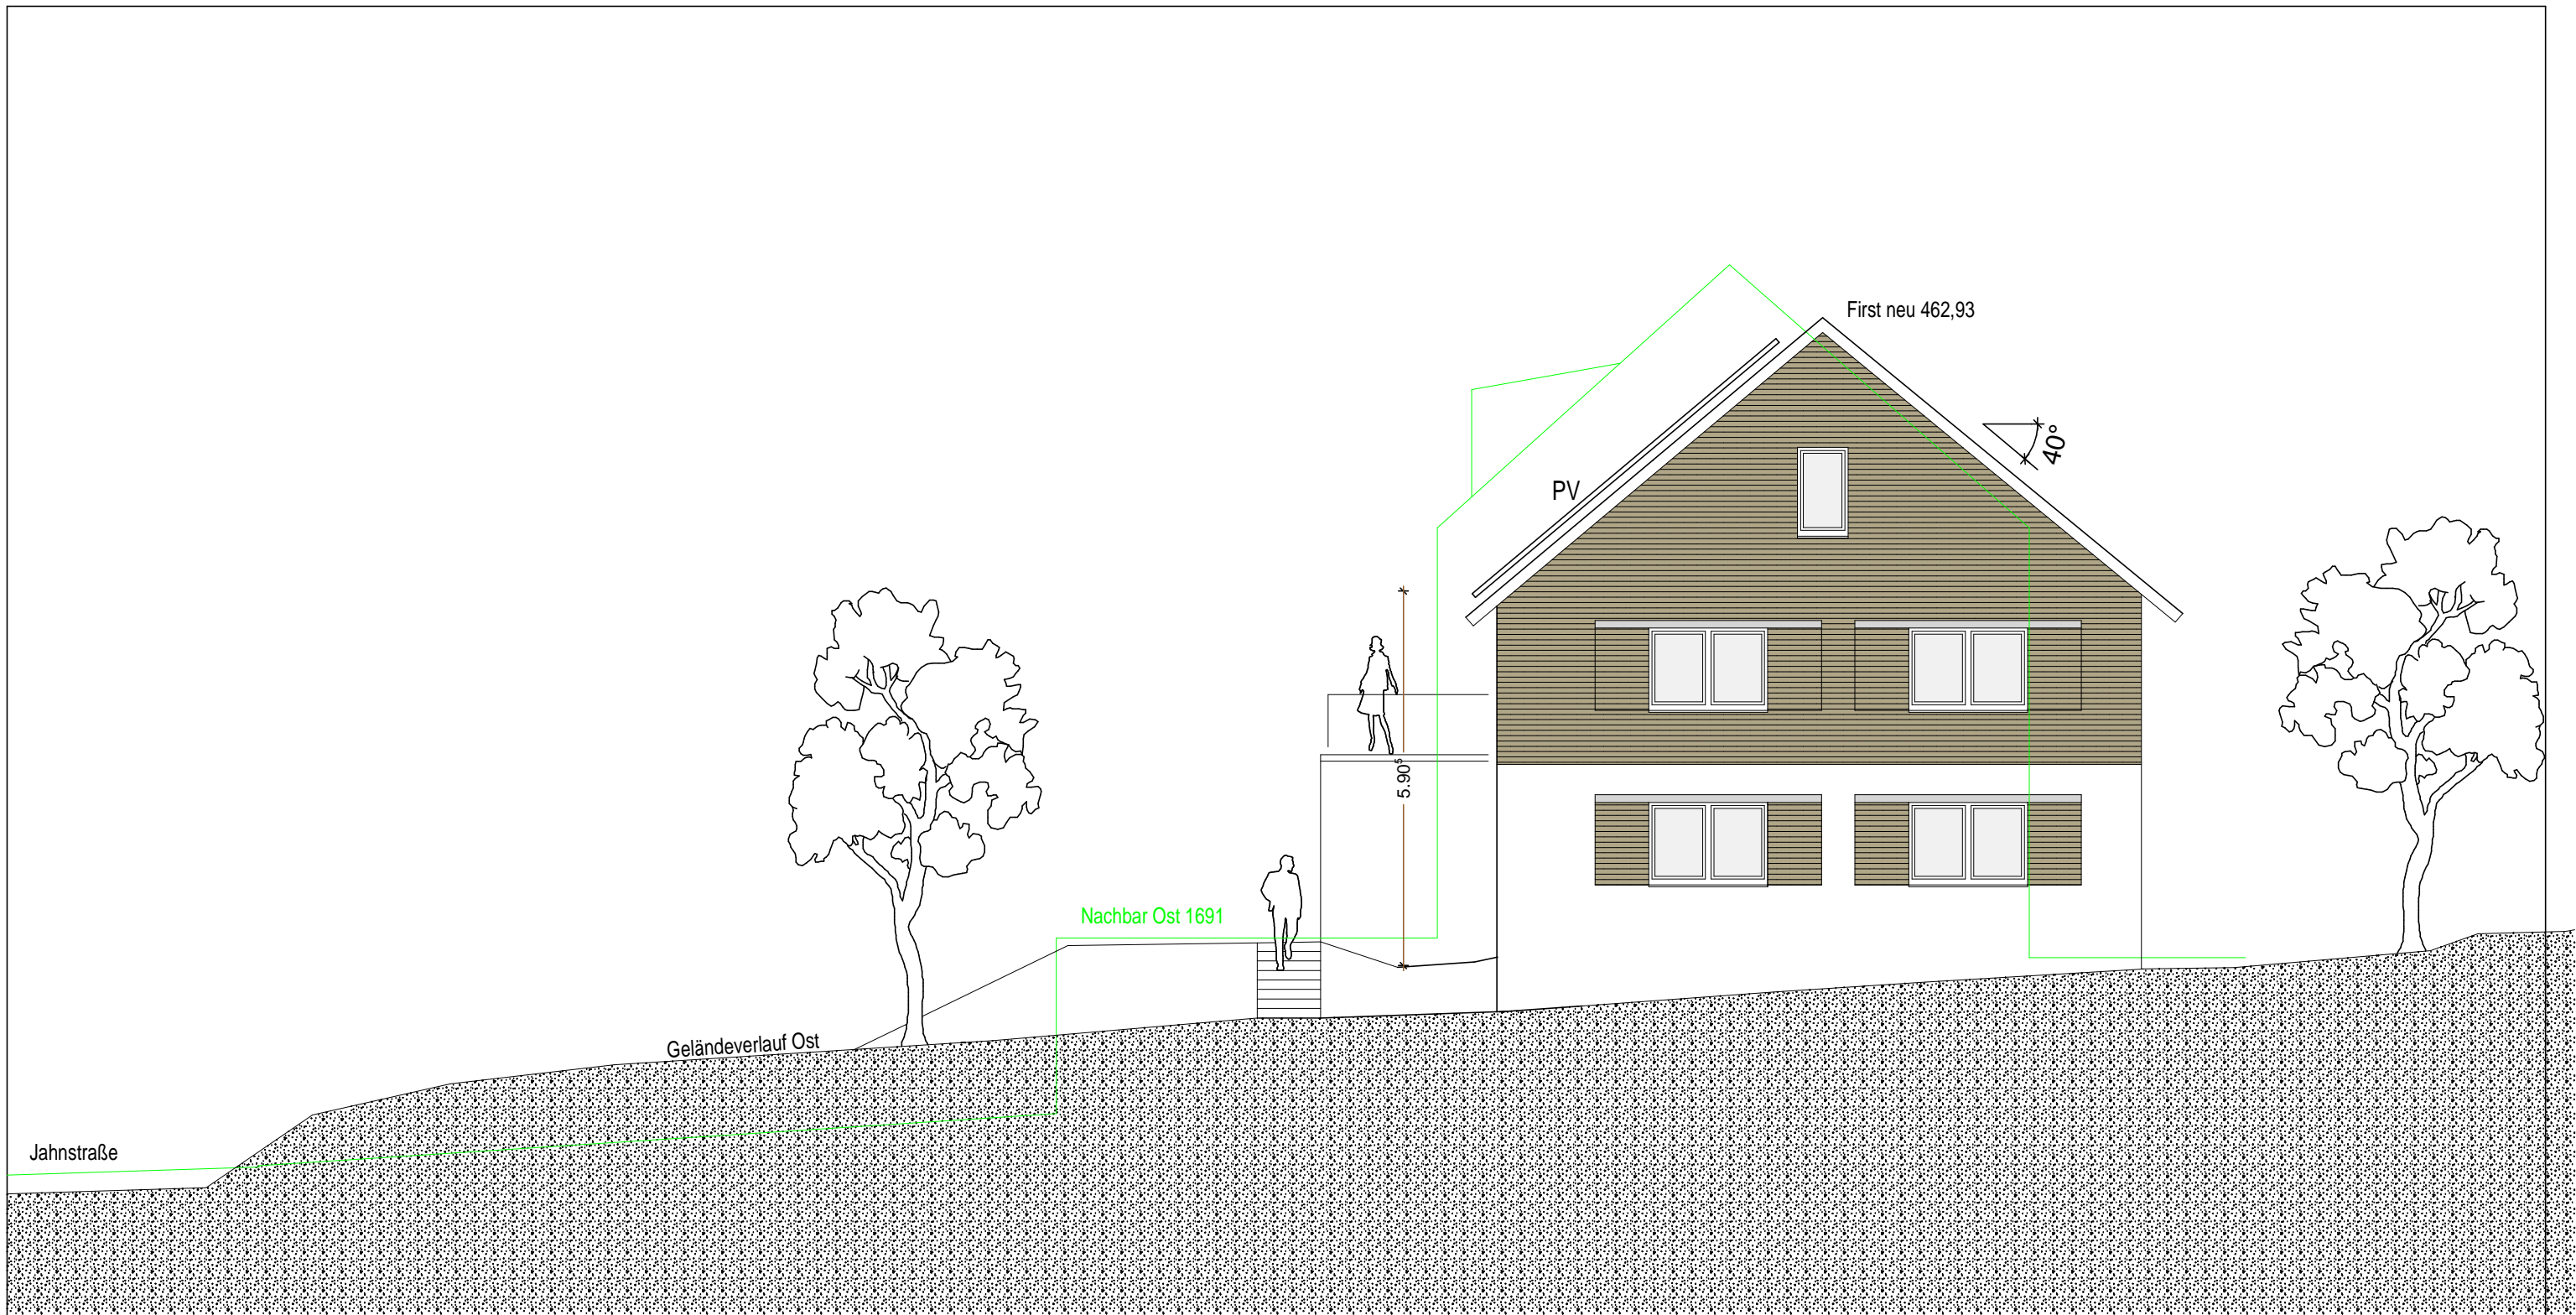 First neu 462,93
40°
PV
5.90⁵
Nachbar Ost 1691
Geländeverlauf Ost
Jahnstraße